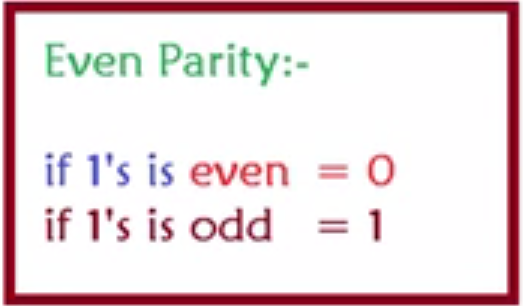 Even Parity:-
if 1's is even = 0
if 1's is odd = 1